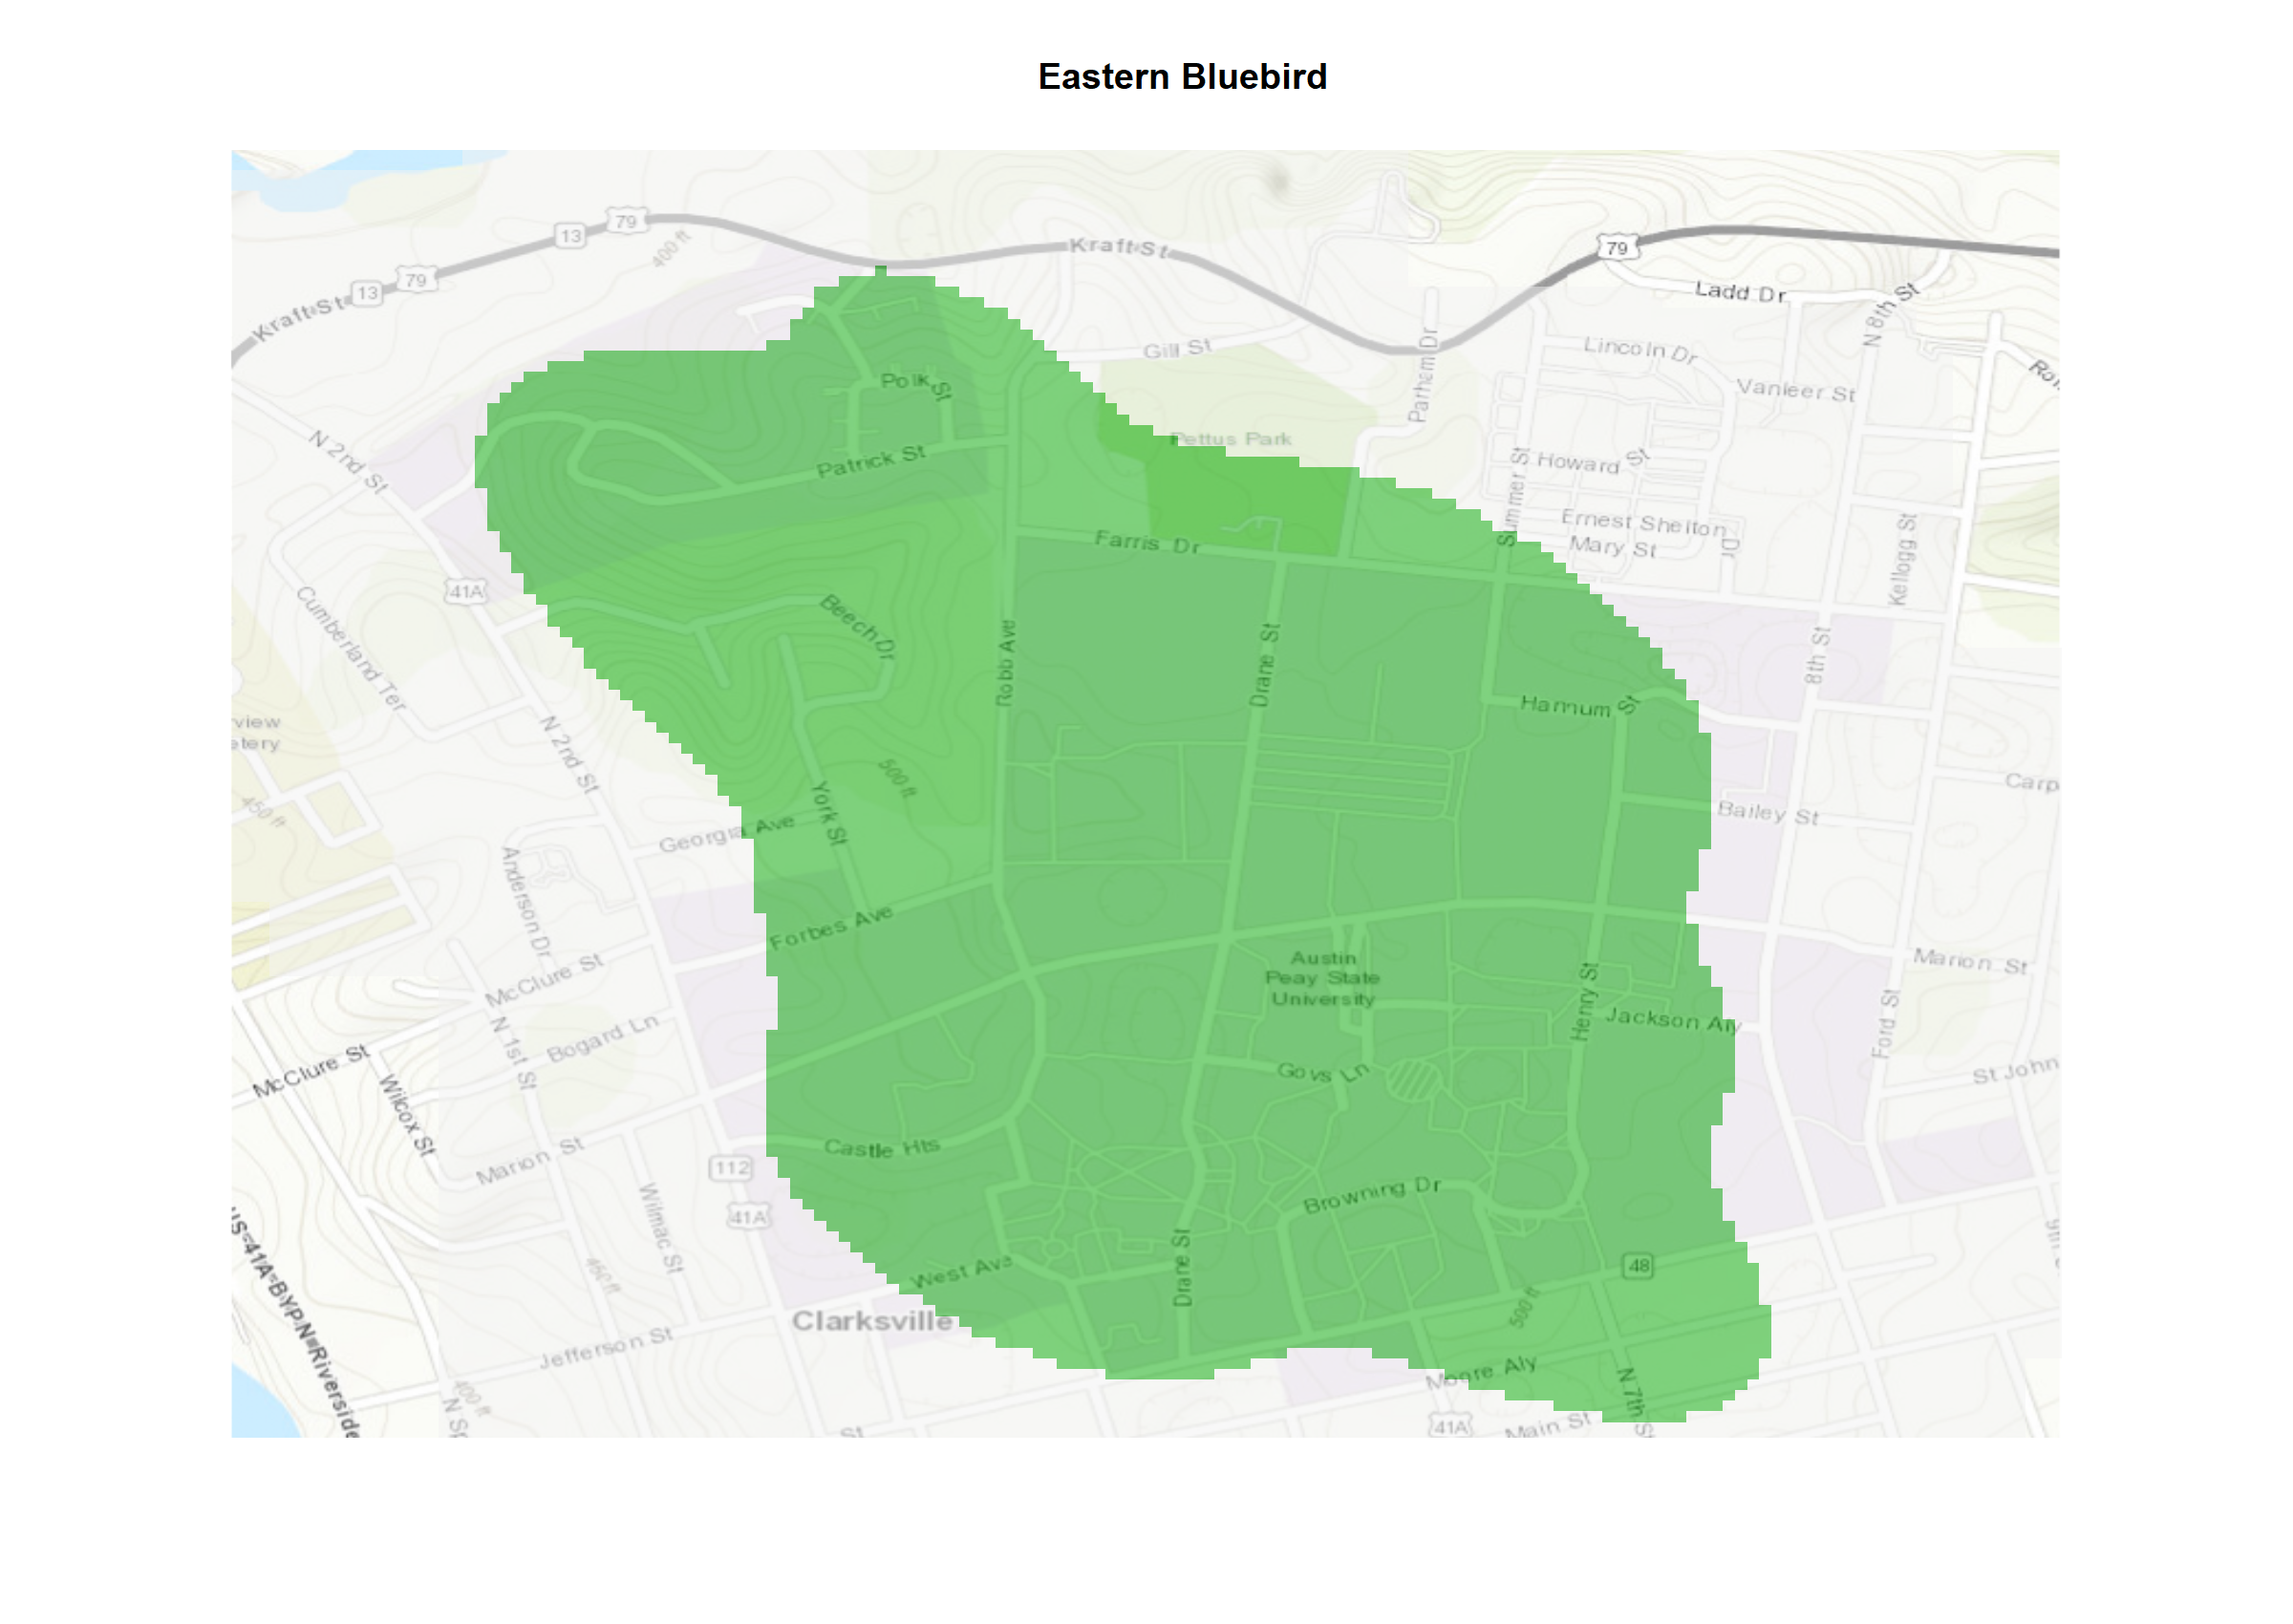 Eastern Bluebird
79
13
Kraft St
79
400 ft
79
13
Kraft St
Ladd Dr
N 8th St
Gill St
Parham Dr
Lincoln Dr
Vanleer St
Polk St
N 2nd St
Patrick St
Pettus Park
Summer St
Howard St
Ernest Shelton Dr
Mary St
Kellogg St
Farris Dr
41A
Cumberland Ter
Beech Dr
Robb Ave
Drane St
8th St
Hannum St
N 2nd St
500 ft
450 ft
York St
Georgia Ave
Bailey St
Carp
Anderson Dr
Forbes Ave
McClure St
Austin
Peay State
University
Henry St
Marion St
N 1st St
Bogard Ln
Jackson Aly
Ford St
McClure St
Wilcox St
Govs Ln
St John
Marion St
112
Castle Hts
Wilmac St
41A
Browning Dr
US-41A-BYP N Riverside
450 ft
West Ave
Drane St
48
500 ft
Clarksville
Jefferson St
400 ft
Moore Aly
N 7th St
41A
Main St
St